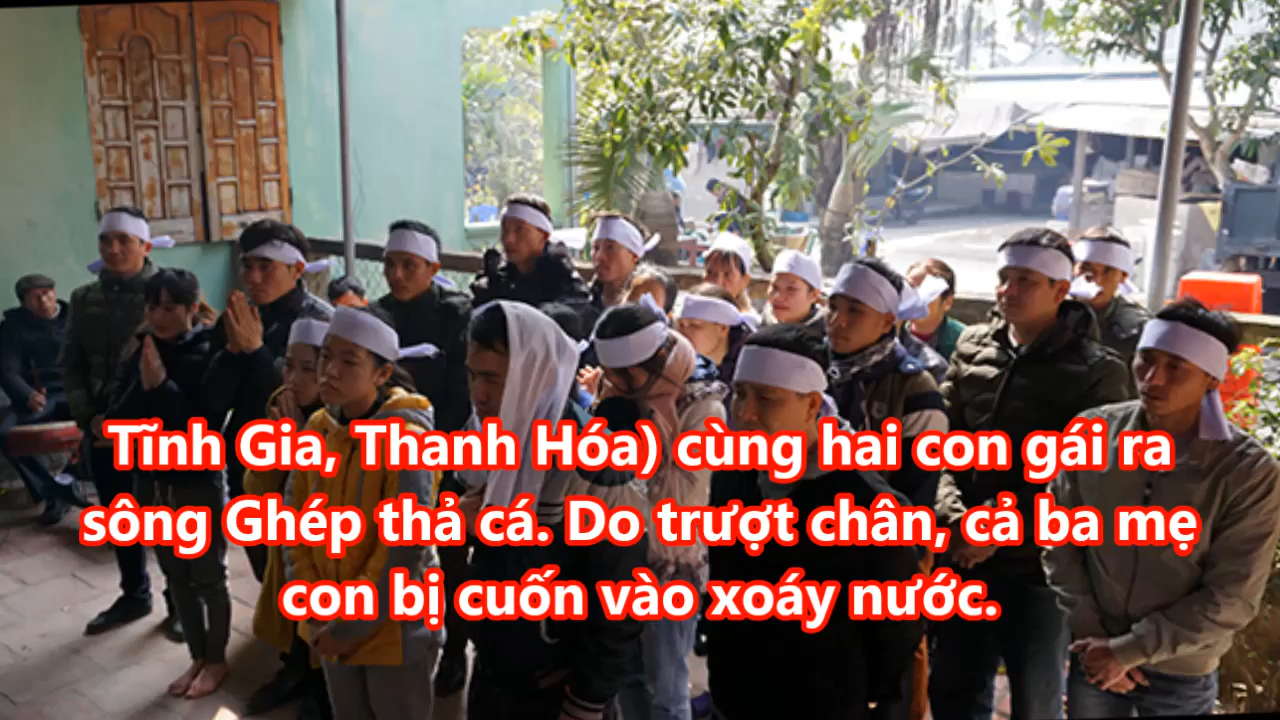 Tĩnh Gia, Thanh Hóa) cùng hai con gái ra
sông Ghép thả cá. Do trượt chân, cả ba mẹ
con bị cuốn vào xoáy nước.